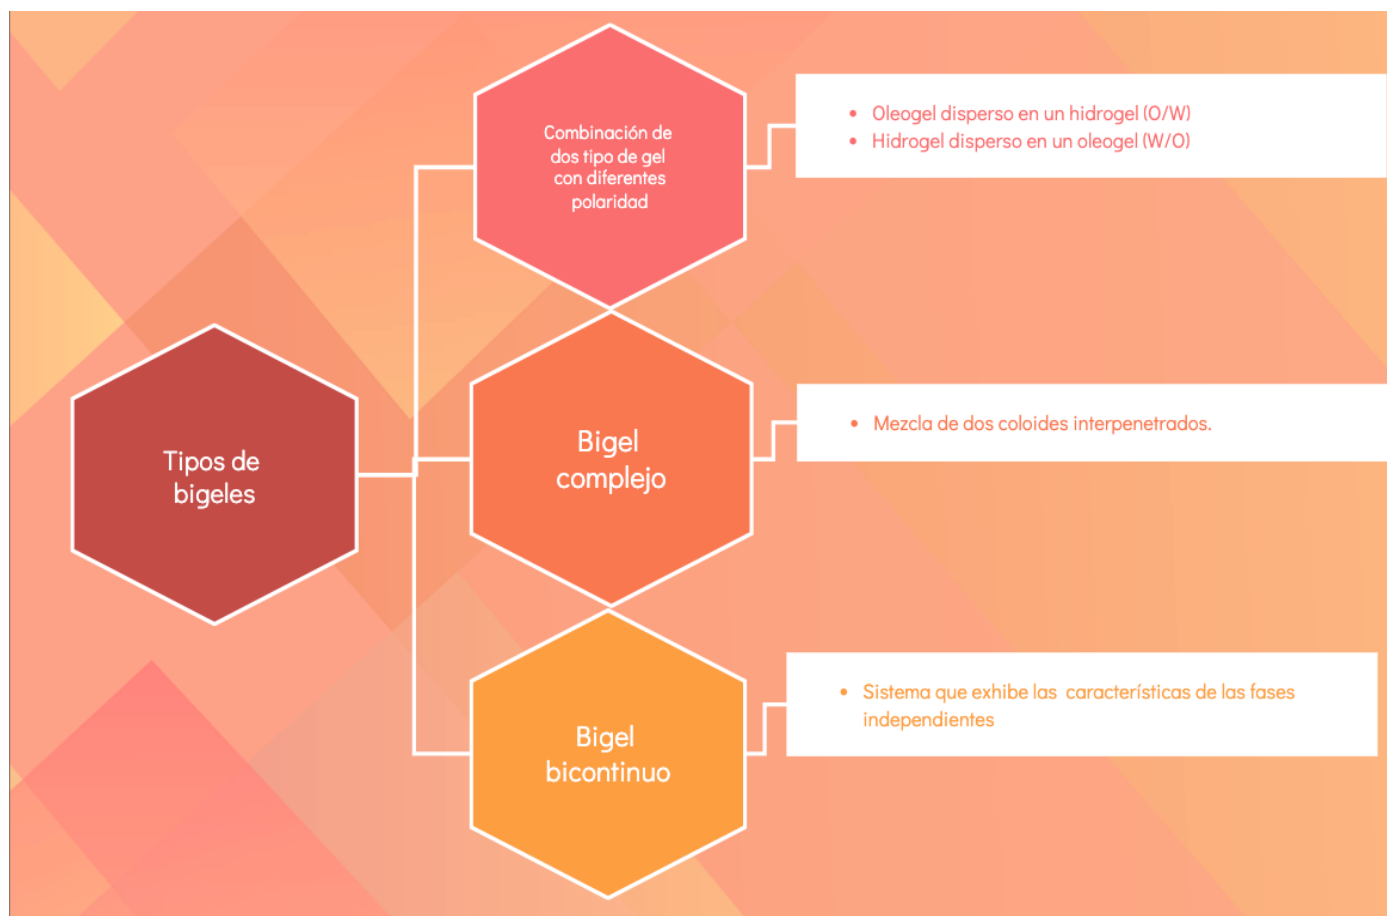 Combinación de
dos tipo de gel
con diferentes
polaridad
• Oleogel disperso en un hidrogel (O/W)
• Hidrogel disperso en un oleogel (W/O)
Tipos de
bigeles
Bigel
complejo
• Mezcla de dos coloides interpenetrados.
Bigel
bicontinuo
• Sistema que exhibe las características de las fases
independientes